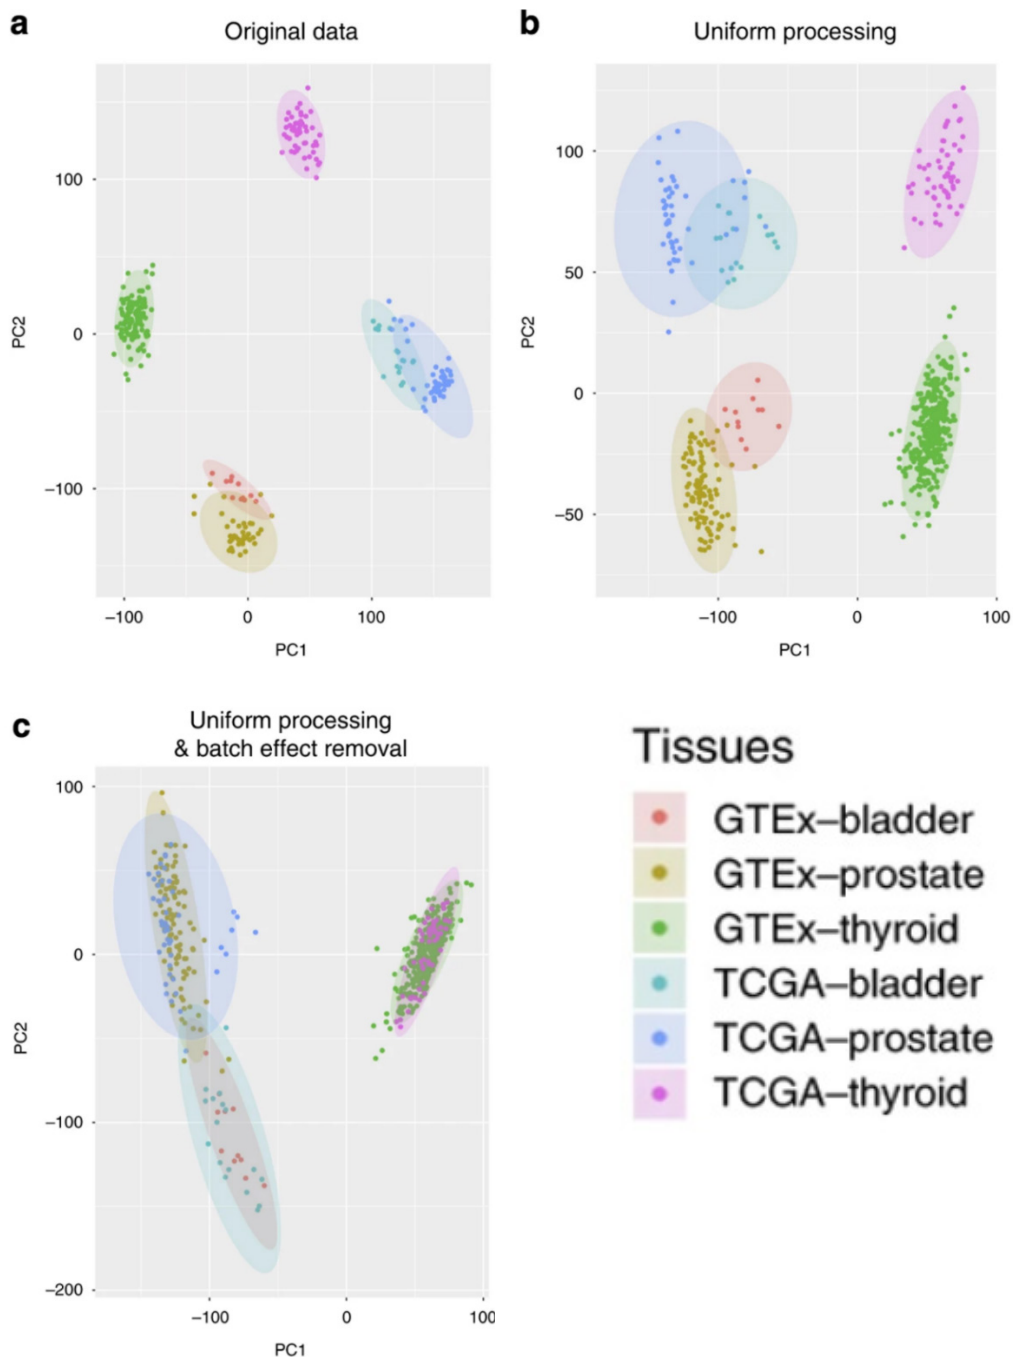 a
Original data
100
0
−100
PC2
−100
0
100
PC1
b
Uniform processing
100
50
0
−50
PC2
−100
0
100
PC1
c
Uniform processing
& batch effect removal
100
0
−100
−200
PC2
−100
0
100
PC1
Tissues
GTEx−bladder
GTEx−prostate
GTEx−thyroid
TCGA−bladder
TCGA−prostate
TCGA−thyroid